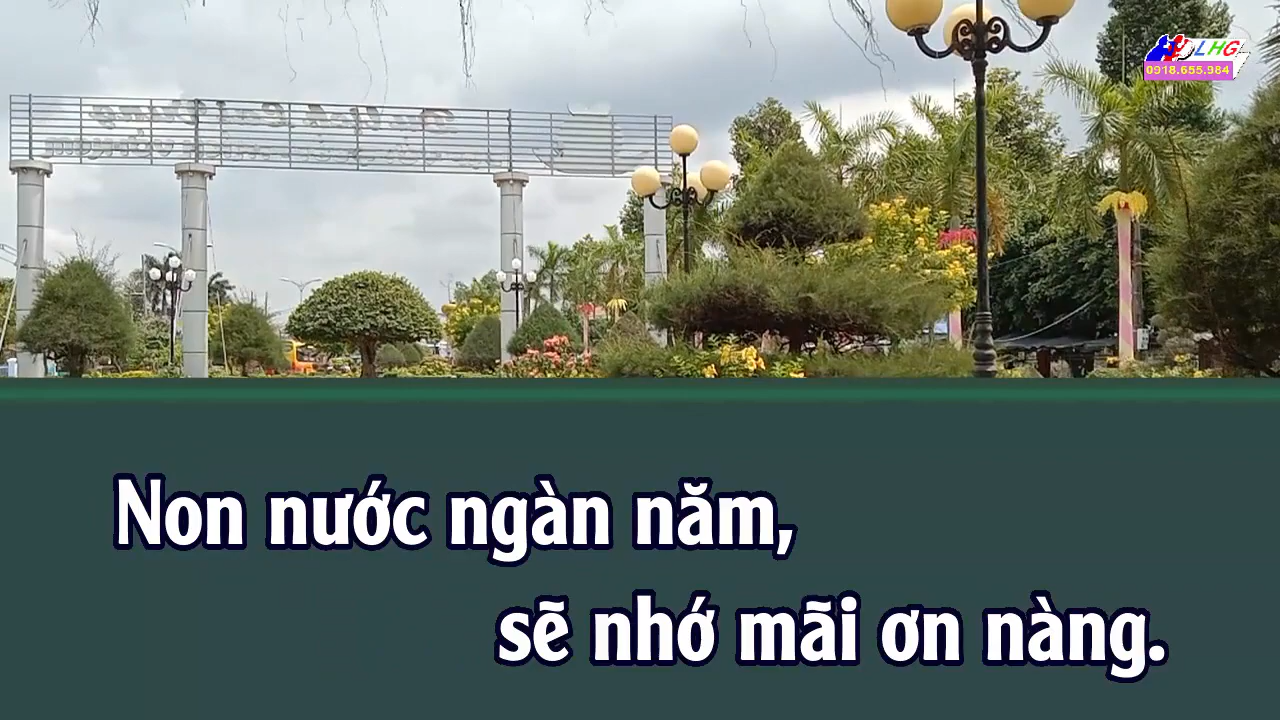 LHG
0918.655.984
Non nước ngàn năm,
sẽ nhớ mãi ơn nàng.